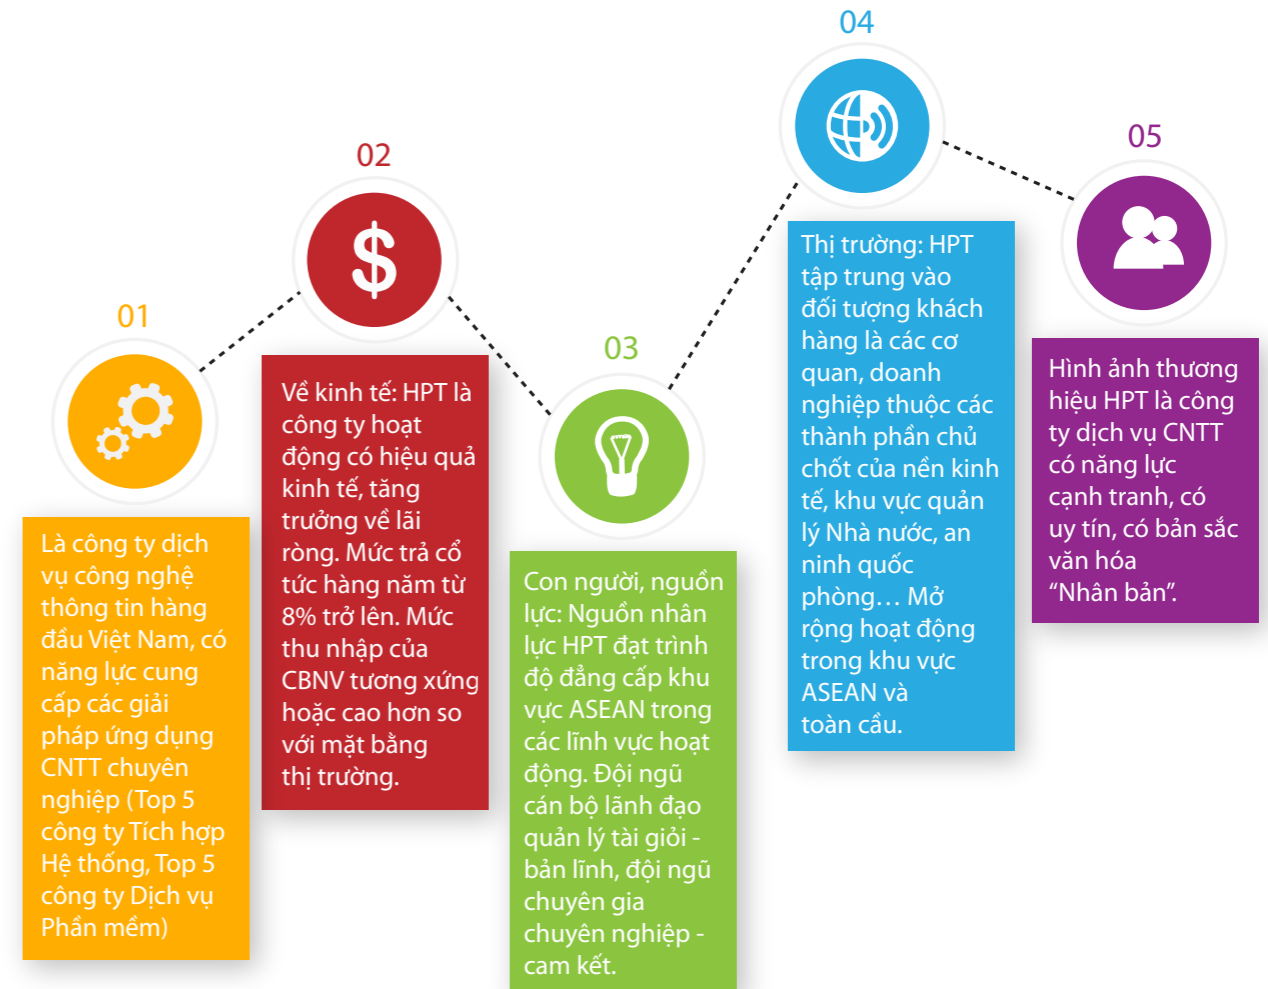 01
Là công ty dịch
vụ công nghệ
thông tin hàng
đầu Việt Nam, có
năng lực cung
cấp các giải
pháp ứng dụng
CNTT chuyên
nghiệp (Top 5
công ty Tích hợp
Hệ thống, Top 5
công ty Dịch vụ
Phần mềm)
02
$
Về kinh tế: HPT là
công ty hoạt
động có hiệu quả
kinh tế, tăng
trưởng về lãi
ròng. Mức trả cổ
tức hàng năm từ
8% trở lên. Mức
thu nhập của
CBNV tương xứng
hoặc cao hơn so
với mặt bằng
thị trường.
03
Con người, nguồn
lực: Nguồn nhân
lực HPT đạt trình
độ đẳng cấp khu
vực ASEAN trong
các lĩnh vực hoạt
động. Đội ngũ
cán bộ lãnh đạo
quản lý tài giỏi -
bản lĩnh, đội ngũ
chuyên gia
chuyên nghiệp -
cam kết.
04
Thị trường: HPT
tập trung vào
đối tượng khách
hàng là các cơ
quan, doanh
nghiệp thuộc các
thành phần chủ
chốt của nền kinh
tế, khu vực quản
lý Nhà nước, an
ninh quốc
phòng… Mở
rộng hoạt động
trong khu vực
ASEAN và
toàn cầu.
05
Hình ảnh thương
hiệu HPT là công
ty dịch vụ CNTT
có năng lực
cạnh tranh, có
uy tín, có bản sắc
văn hóa
“Nhân bản”.